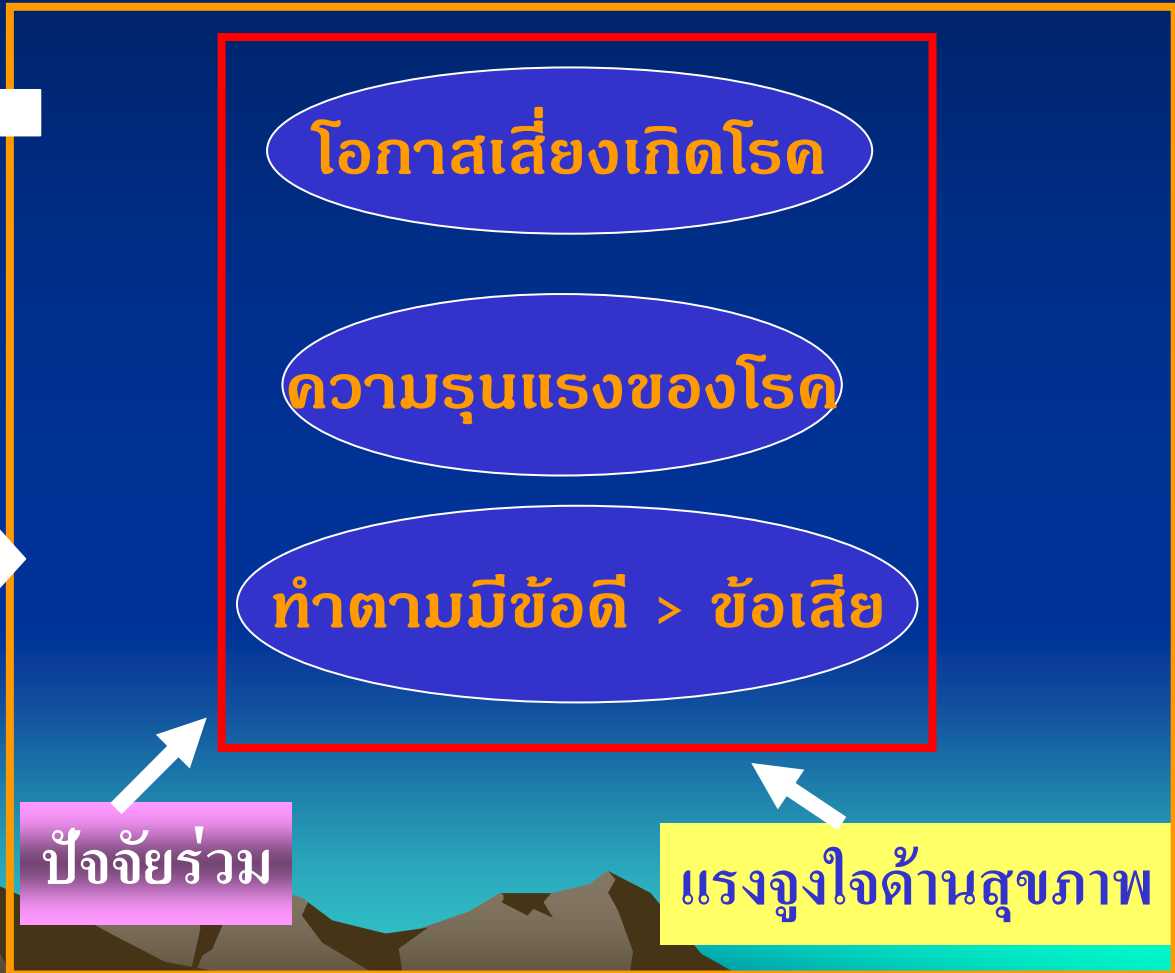 โอกาสเสี่ยงเกิดโรค
ความรุนแรงของโรค
ทำตามมีข้อดี > ข้อเสีย
ปัจจัยร่วม
แรงจูงใจด้านสุขภาพ